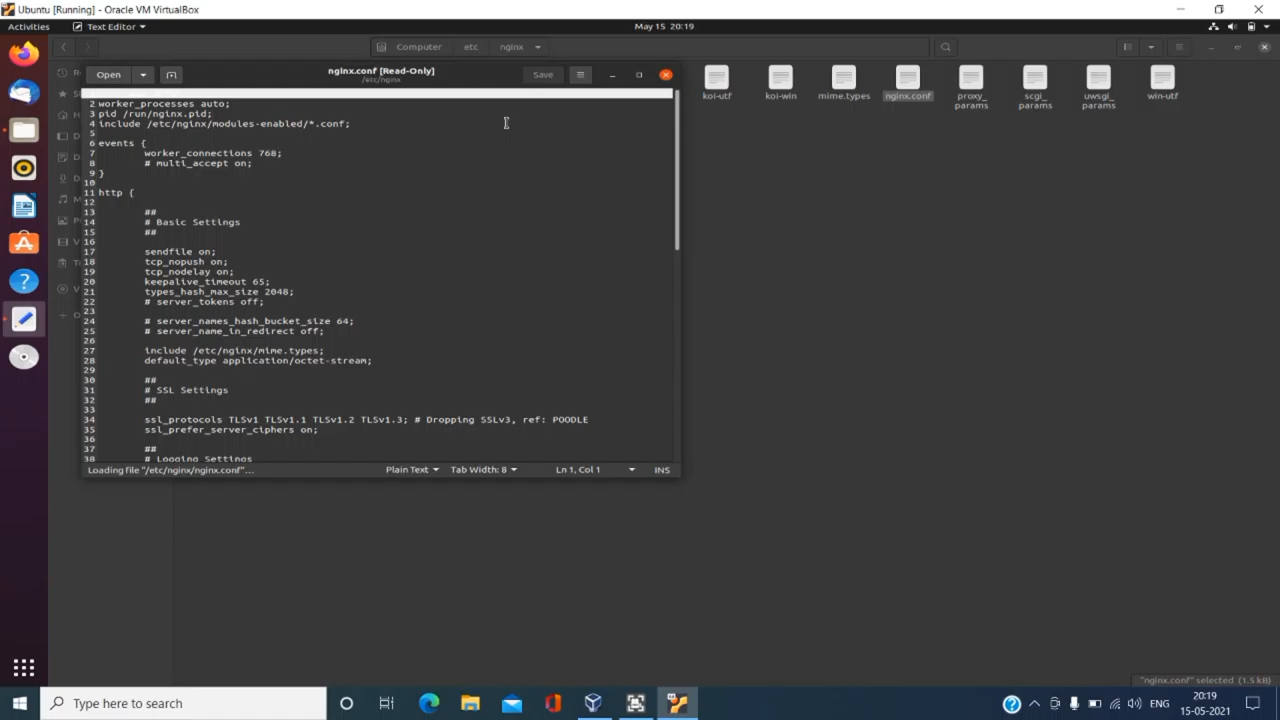 Ubuntu [Running] - Oracle VM VirtualBox
Activities
Text Editor
May 15 20:19
Computer
etc
nginx
Open
nginx.conf [Read-Only]
/etc/nginx
Save
koi-utf
koi-win
mime.types
nginx.conf
proxy_
params
scgi_
params
uwsgi_
params
win-utf
2 worker_processes auto;
3 pid /run/nginx.pid;
4 include /etc/nginx/modules-enabled/*.conf;
5
6 events {
7 worker_connections 768;
8 # multi_accept on;
9 }
10
11 http {
12
13 ##
14 # Basic Settings
15 ##
16
17 sendfile on;
18 tcp_nopush on;
19 tcp_nodelay on;
20 keepalive_timeout 65;
21 types_hash_max_size 2048;
22 # server_tokens off;
23
24 # server_names_hash_bucket_size 64;
25 # server_name_in_redirect off;
26
27 include /etc/nginx/mime.types;
28 default_type application/octet-stream;
29
30 ##
31 # SSL Settings
32 ##
33
34 ssl_protocols TLSv1 TLSv1.1 TLSv1.2 TLSv1.3; # Dropping SSLv3, ref: POODLE
35 ssl_prefer_server_ciphers on;
36
37 ##
38 # Logging Settings
Loading file "/etc/nginx/nginx.conf"...
Plain Text
Tab Width: 8
Ln 1, Col 1
INS
"nginx.conf" selected (1.5 kB)
Type here to search
ENG
20:19
15-05-2021